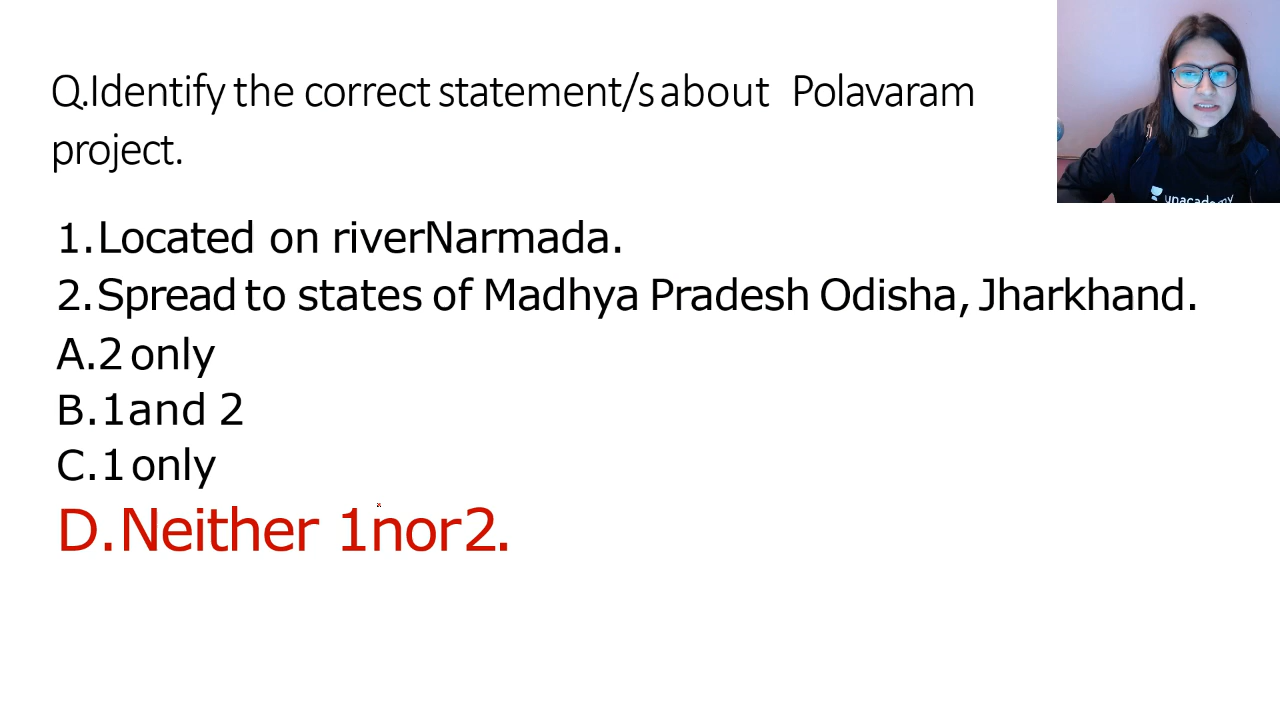 Q.Identify the correct statement/s about Polavaram
project.
1.Located on riverNarmada.
2.Spread to states of Madhya Pradesh Odisha, Jharkhand.
A.2 only
B.1and 2
C.1 only
D.Neither 1nor2.
unacademy